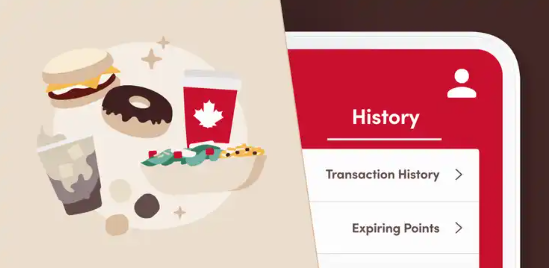 History
Transaction History
Expiring Points